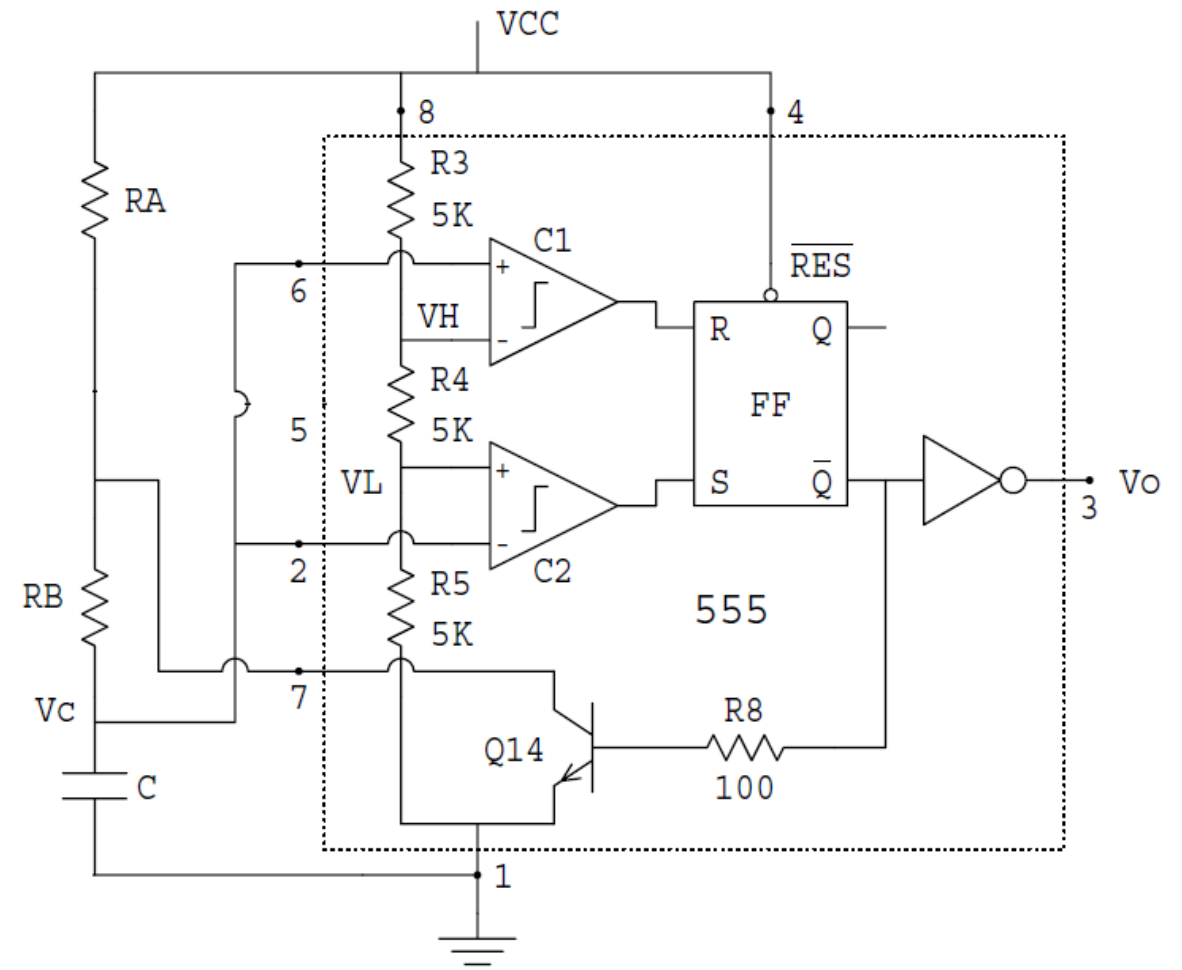 VCC
8
4
R3
5K
RA
C1
6
+
RES
VH
-
R
Q
R4
5K
FF
5
VL
+
S
Q
Vo
3
-
2
C2
RB
R5
5K
555
7
Vc
R8
Q14
100
C
1